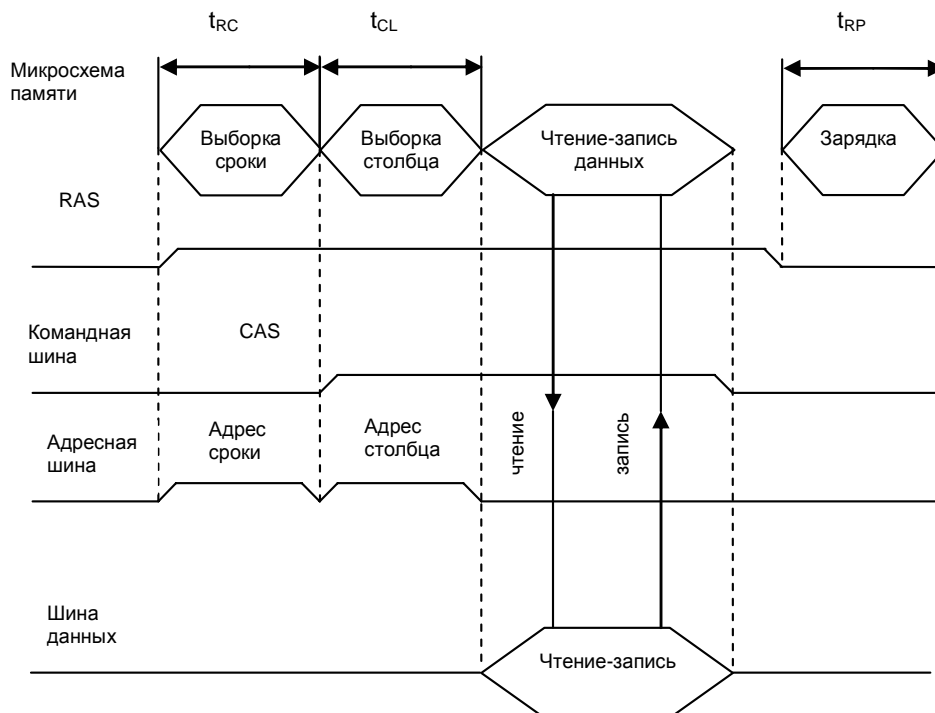 tRC
tCL
tRP
Микросхема
памяти
Выборка
сроки
Выборка
столбца
Чтение-запись
данных
Зарядка
RAS
Командная
шина
CAS
Адресная
шина
Адрес
сроки
Адрес
столбца
чтение
запись
Шина
данных
Чтение-запись